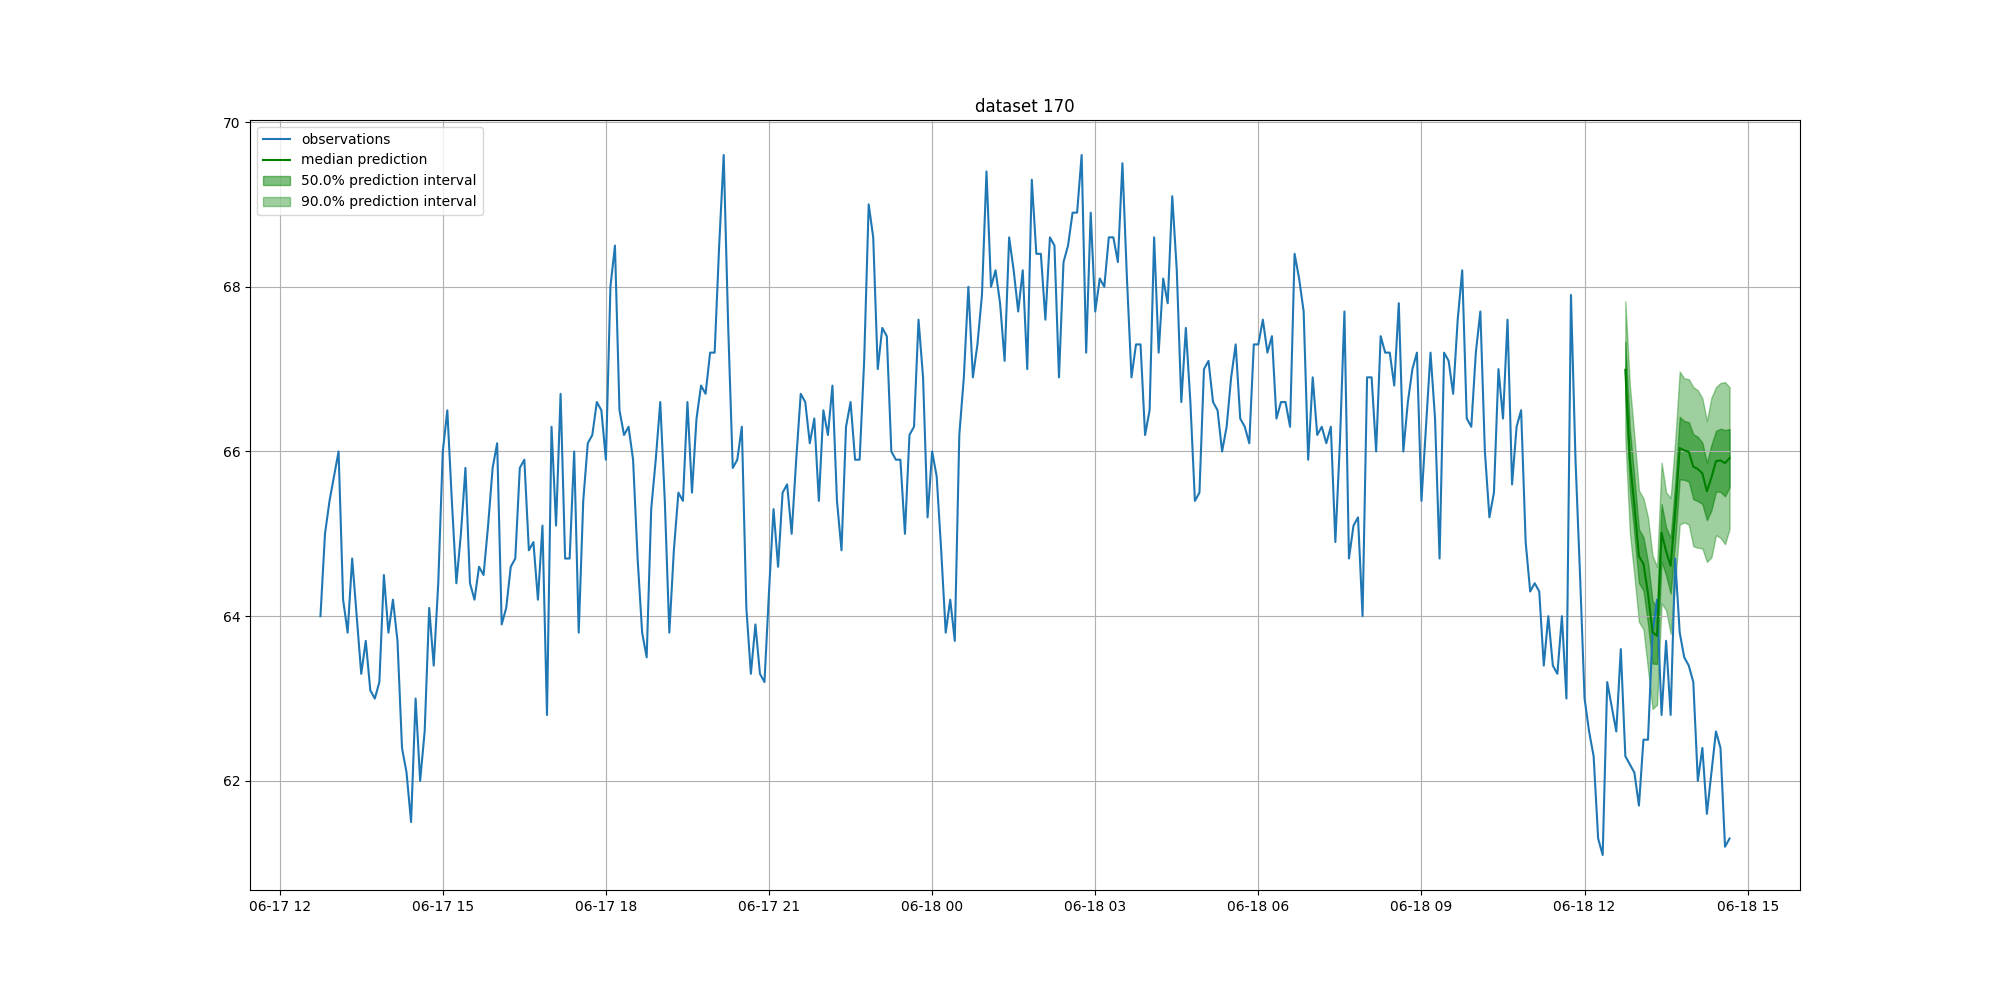 dataset 170
observations
median prediction
50.0% prediction interval
90.0% prediction interval
70
68
66
64
62
06-17 12 06-17 15 06-17 18 06-17 21 06-18 00 06-18 03 06-18 06 06-18 09 06-18 12 06-18 15